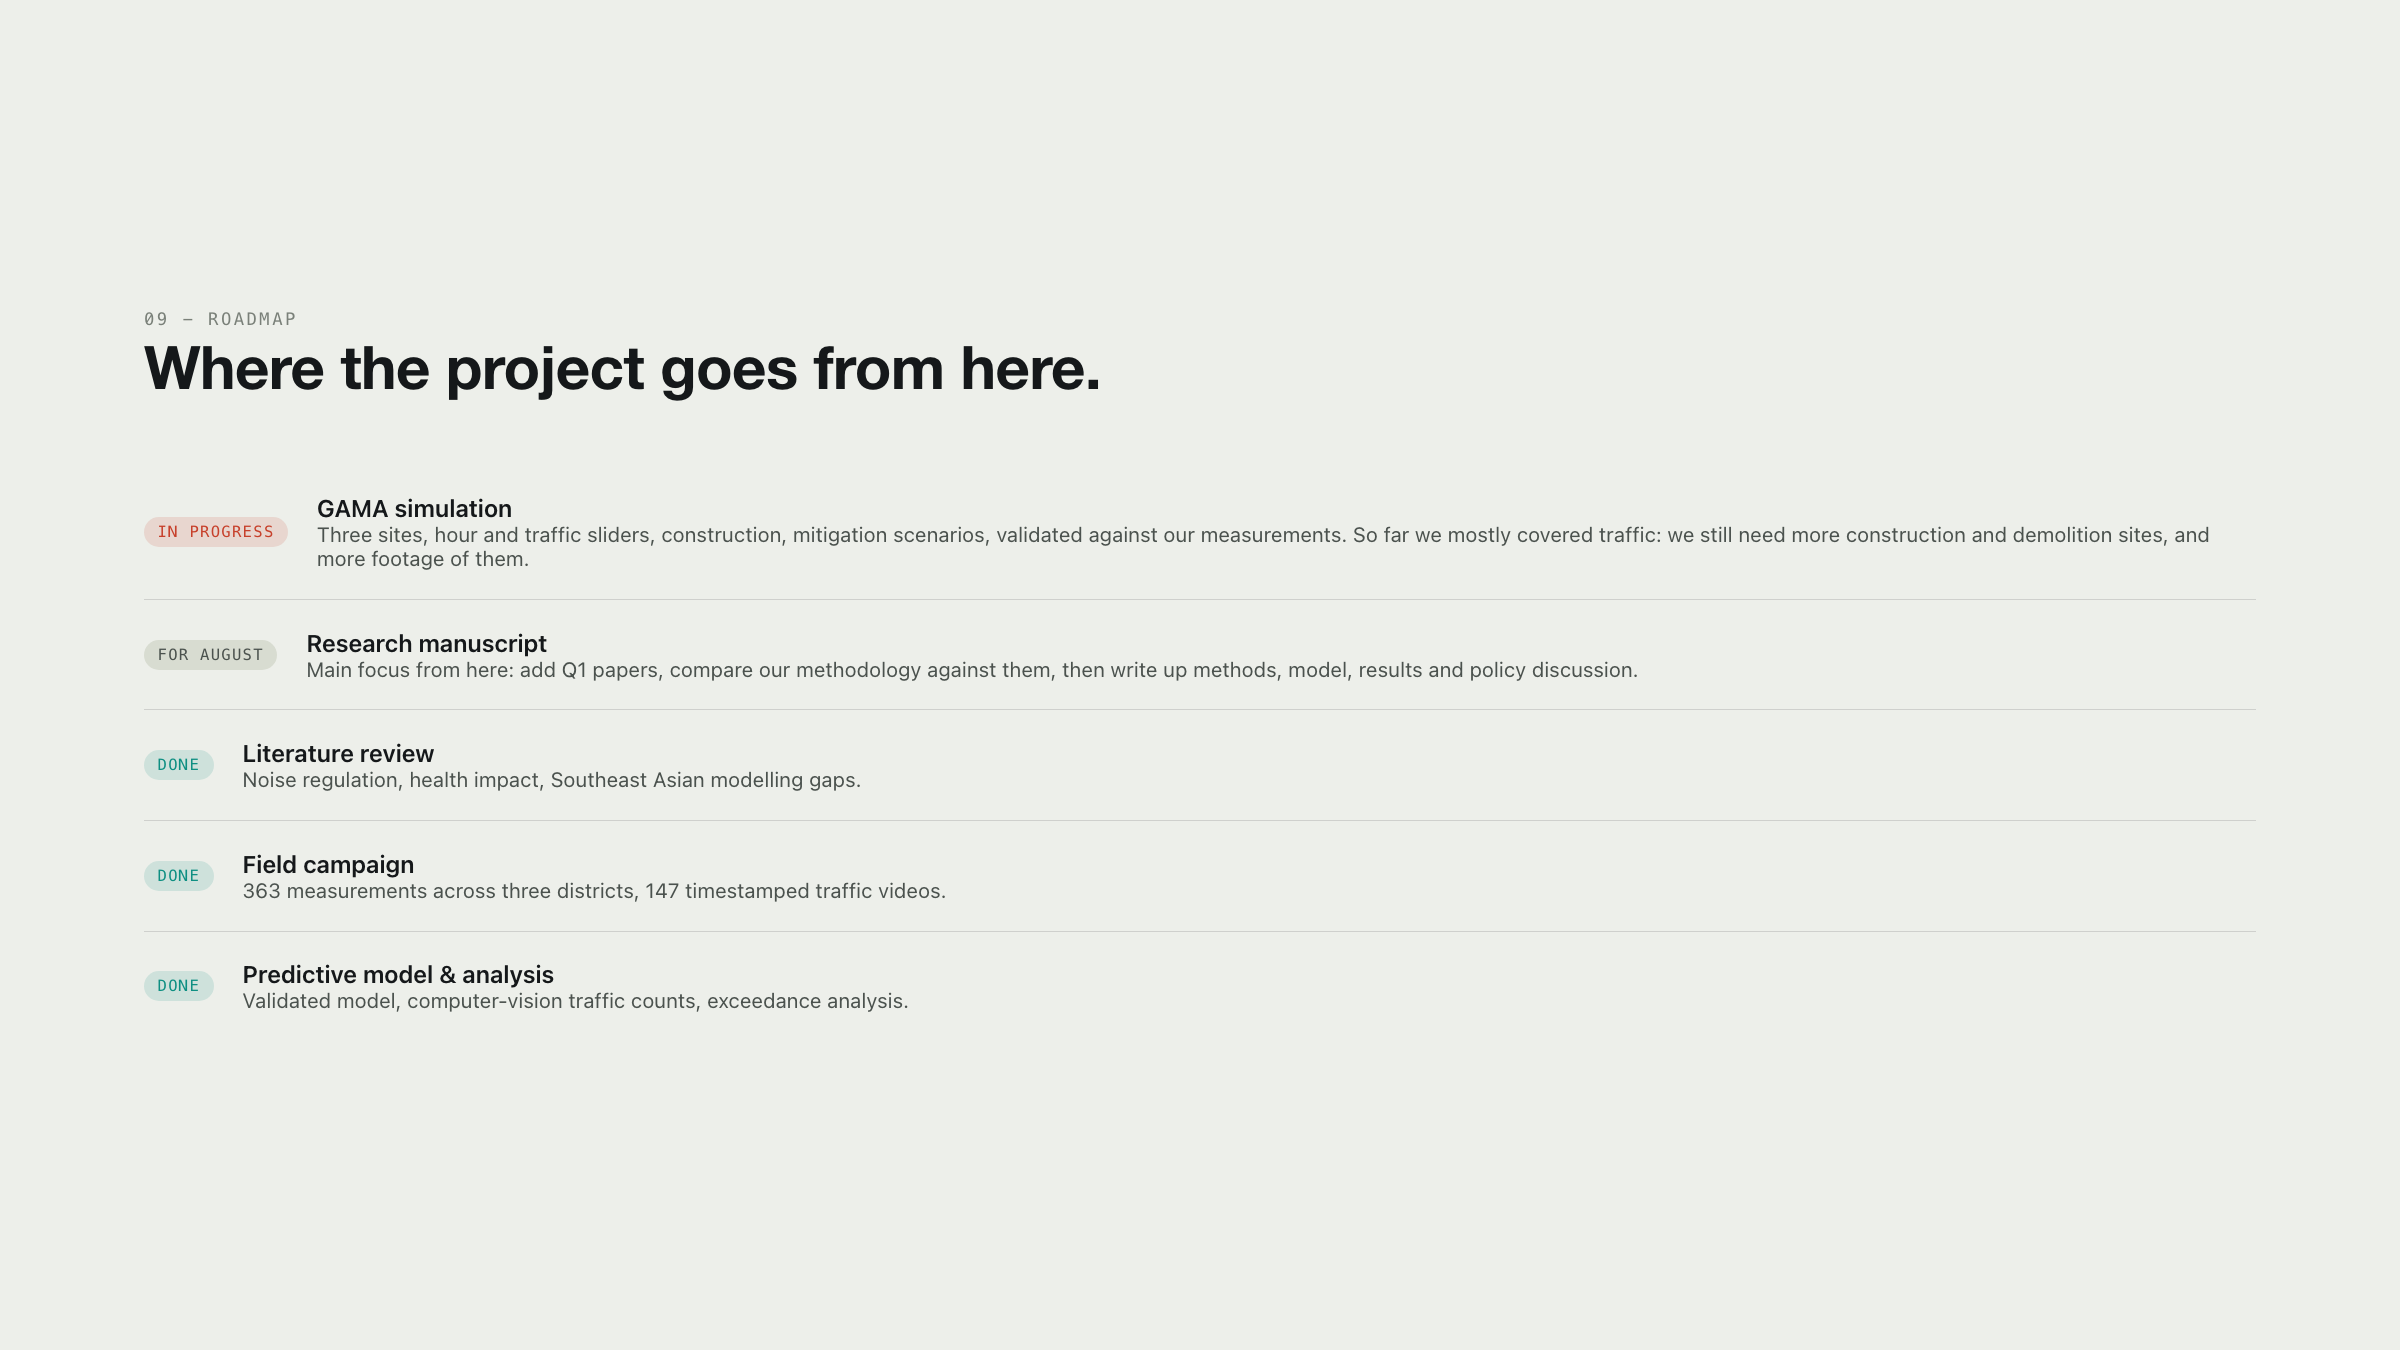 09 — ROADMAP
Where the project goes from here.
IN PROGRESS
GAMA simulation
Three sites, hour and traffic sliders, construction, mitigation scenarios, validated against our measurements. So far we mostly covered traffic: we still need more construction and demolition sites, and
more footage of them.
FOR AUGUST
Research manuscript
Main focus from here: add Q1 papers, compare our methodology against them, then write up methods, model, results and policy discussion.
DONE
Literature review
Noise regulation, health impact, Southeast Asian modelling gaps.
DONE
Field campaign
363 measurements across three districts, 147 timestamped traffic videos.
DONE
Predictive model & analysis
Validated model, computer-vision traffic counts, exceedance analysis.